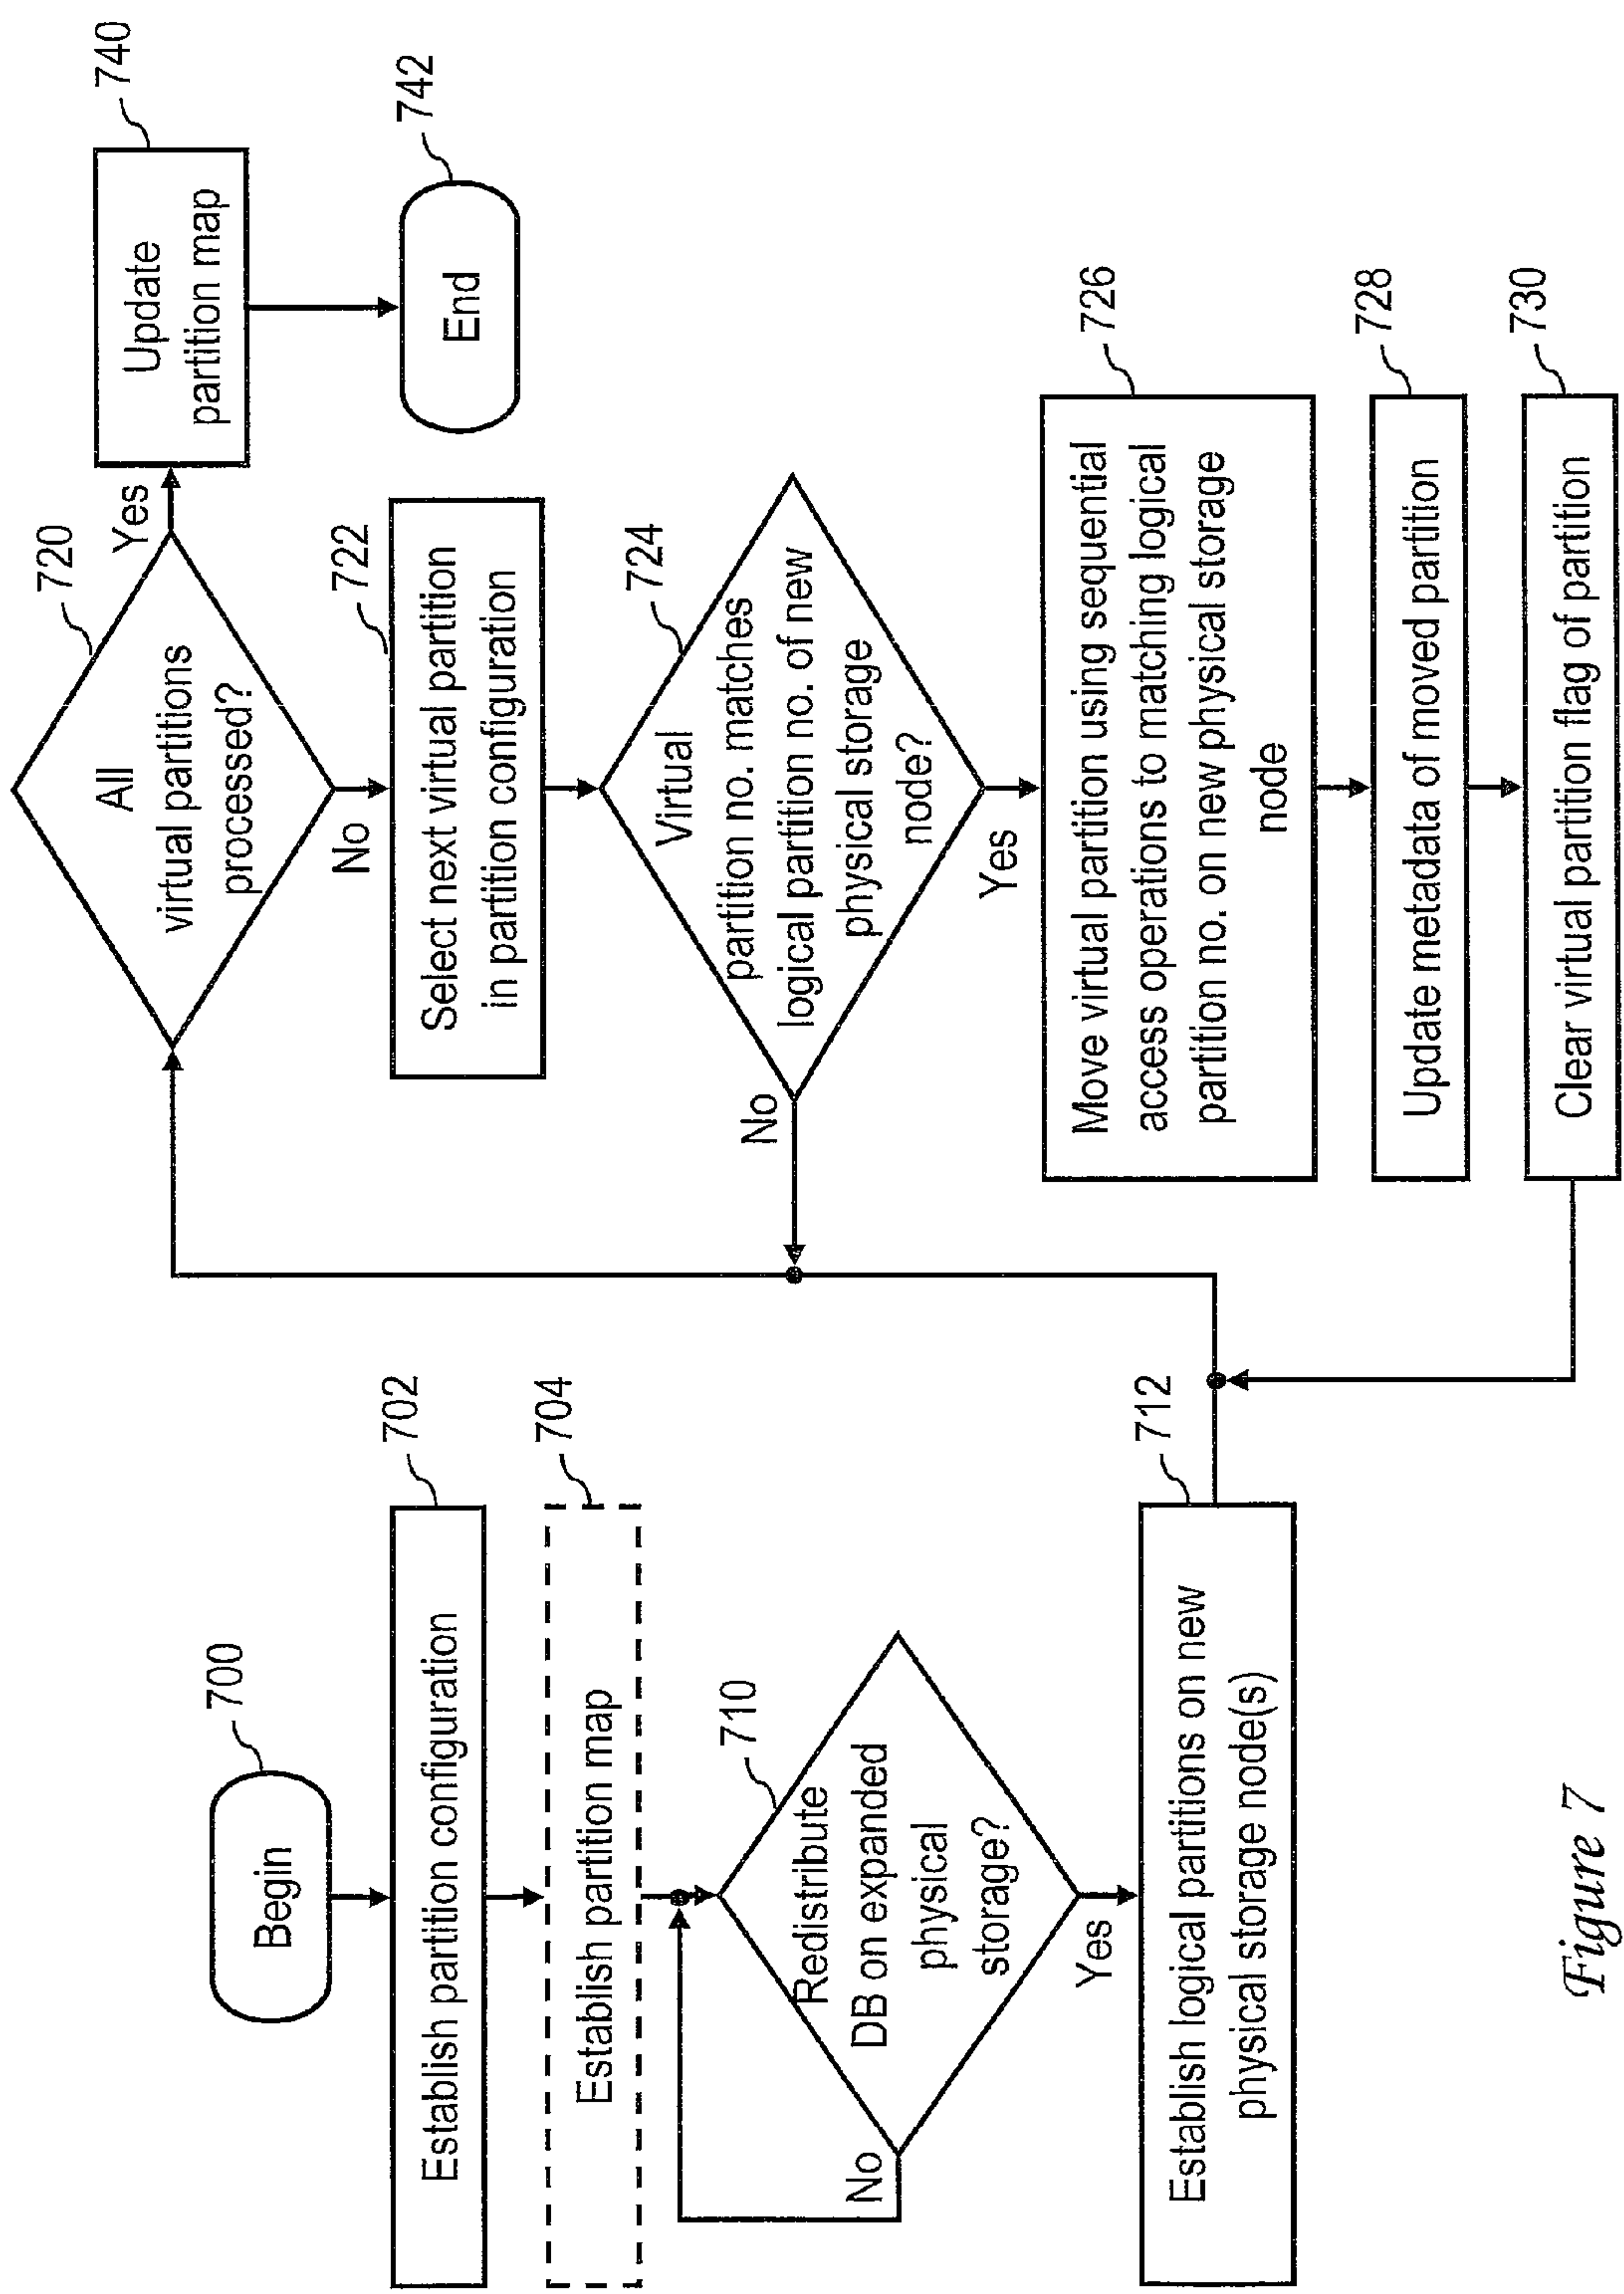 700
Begin
702
Establish partition configuration
704
Establish partition map
710
Redistribute
DB on expanded
physical
storage?
No
Yes
712
Establish logical partitions on new
physical storage node(s)
720
All
virtual partitions
processed?
Yes
No
740
Update
partition map
742
End
722
Select next virtual partition
in partition configuration
724
Virtual
partition no. matches
logical partition no. of new
physical storage
node?
No
Yes
726
Move virtual partition using sequential
access operations to matching logical
partition no. on new physical storage
node
728
Update metadata of moved partition
730
Clear virtual partition flag of partition
Figure 7